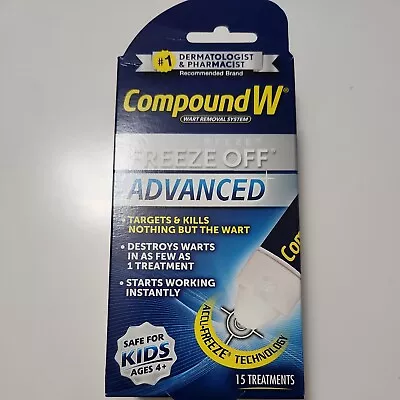 #1 DERMATOLOGIST
& PHARMACIST
Recommended Brand
Compound W®
WART REMOVAL SYSTEM
FREEZE OFF®
ADVANCED
• TARGETS & KILLS
NOTHING BUT THE WART
• DESTROYS WARTS
IN AS FEW AS
1 TREATMENT
• STARTS WORKING
INSTANTLY
Co
ACCU-FREEZE® TECHNOLOGY
SAFE FOR
KIDS
AGES 4+
15 TREATMENTS